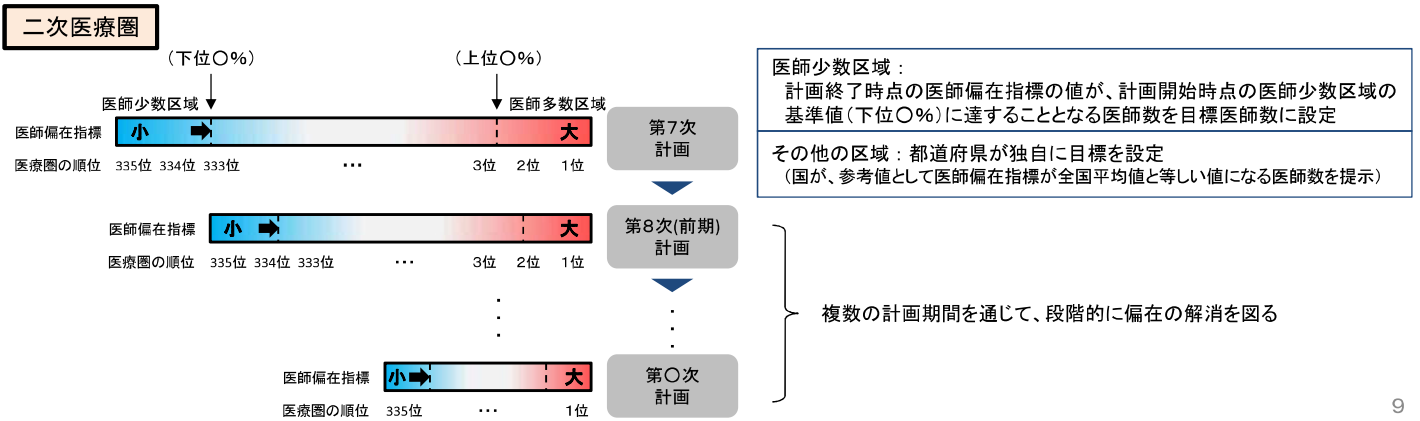 二次医療圏
(下位〇%)
(上位〇%)
医師少数区域
医師多数区域
医師偏在指標
小
大
第7次
計画
医療圏の順位
335位 334位 333位 ・・・ 3位 2位 1位
医師偏在指標
小
大
第8次(前期)
計画
医療圏の順位
335位 334位 333位 ・・・ 3位 2位 1位
医師偏在指標
小
大
第〇次
計画
医療圏の順位
335位 ・・・ 1位
医師少数区域:
計画終了時点の医師偏在指標の値が、計画開始時点の医師少数区域の
基準値(下位〇%)に達することとなる医師数を目標医師数に設定
その他の区域:都道府県が独自に目標を設定
(国が、参考値として医師偏在指標が全国平均値と等しい値になる医師数を提示)
複数の計画期間を通じて、段階的に偏在の解消を図る
9